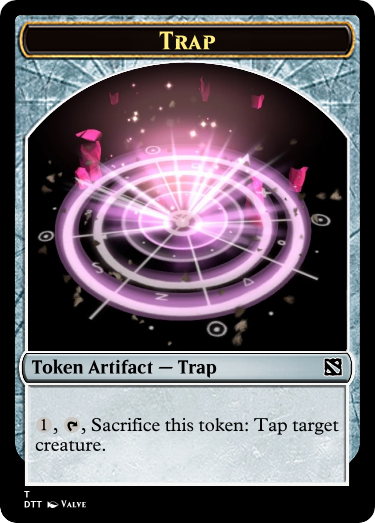 Trap
Token Artifact — Trap
1, T, Sacrifice this token: Tap target
creature.
T
DTT Valve